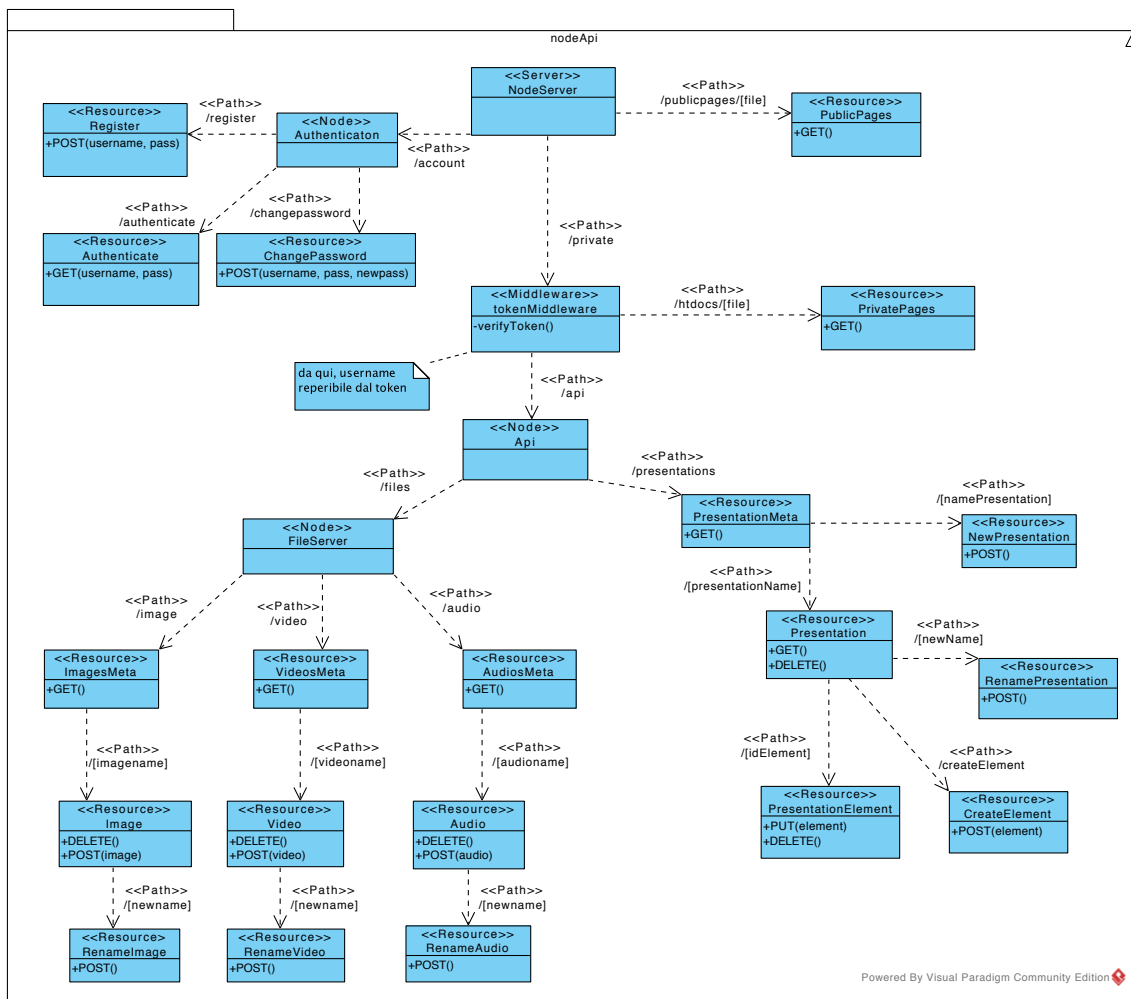 nodeApi
<<Server>>
NodeServer
<<Path>>
/publicpages/[file]
<<Resource>>
PublicPages
+GET()
<<Path>>
/register
<<Resource>>
Register
+POST(username, pass)
<<Node>>
Authenticaton
<<Path>>
/account
<<Path>>
/authenticate
<<Path>>
/changepassword
<<Resource>>
Authenticate
+GET(username, pass)
<<Resource>>
ChangePassword
+POST(username, pass, newpass)
<<Path>>
/private
<<Middleware>>
tokenMiddleware
-verifyToken()
<<Path>>
/htdocs/[file]
<<Resource>>
PrivatePages
+GET()
da qui, username
reperibile dal token
<<Path>>
/api
<<Node>>
Api
<<Path>>
/files
<<Path>>
/presentations
<<Resource>>
PresentationMeta
+GET()
<<Path>>
/[namePresentation]
<<Resource>>
NewPresentation
+POST()
<<Node>>
FileServer
<<Path>>
/[presentationName]
<<Path>>
/image
<<Path>>
/video
<<Path>>
/audio
<<Resource>>
Presentation
+GET()
+DELETE()
<<Path>>
/[newName]
<<Resource>>
RenamePresentation
+POST()
<<Resource>>
ImagesMeta
+GET()
<<Resource>>
VideosMeta
+GET()
<<Resource>>
AudiosMeta
+GET()
<<Path>>
/[imagename]
<<Path>>
/[videoname]
<<Path>>
/[audioname]
<<Path>>
/[idElement]
<<Path>>
/createElement
<<Resource>>
Image
+DELETE()
+POST(image)
<<Resource>>
Video
+DELETE()
+POST(video)
<<Resource>>
Audio
+DELETE()
+POST(audio)
<<Resource>>
PresentationElement
+PUT(element)
+DELETE()
<<Resource>>
CreateElement
+POST(element)
<<Path>>
/[newname]
<<Path>>
/[newname]
<<Path>>
/[newname]
<<Resource>
RenameImage
+POST()
<<Resource>>
RenameVideo
+POST()
<<Resource>>
RenameAudio
+POST()
Powered By Visual Paradigm Community Edition